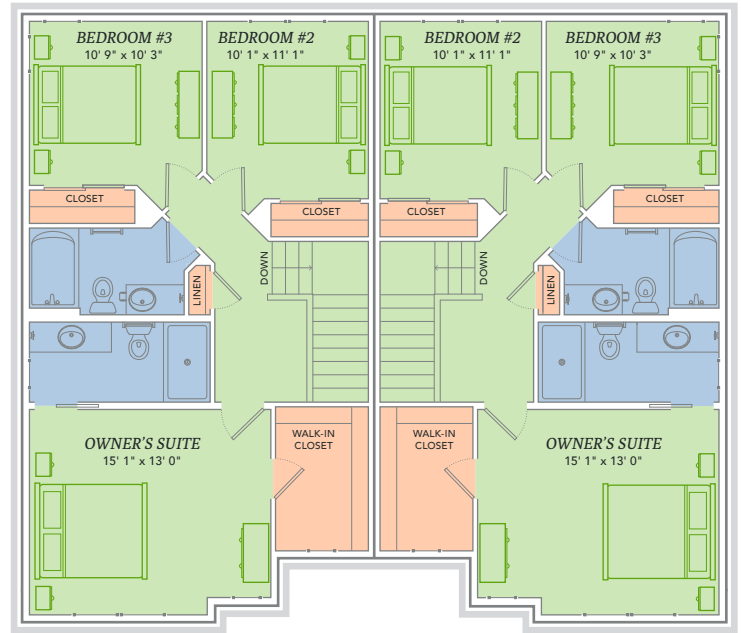 BEDROOM #3
10' 9" x 10' 3"
BEDROOM #2
10' 1" x 11' 1"
BEDROOM #2
10' 1" x 11' 1"
BEDROOM #3
10' 9" x 10' 3"
CLOSET
CLOSET
CLOSET
CLOSET
DOWN
DOWN
LINEN
LINEN
OWNER'S SUITE
15' 1" x 13' 0"
WALK-IN
CLOSET
WALK-IN
CLOSET
OWNER'S SUITE
15' 1" x 13' 0"